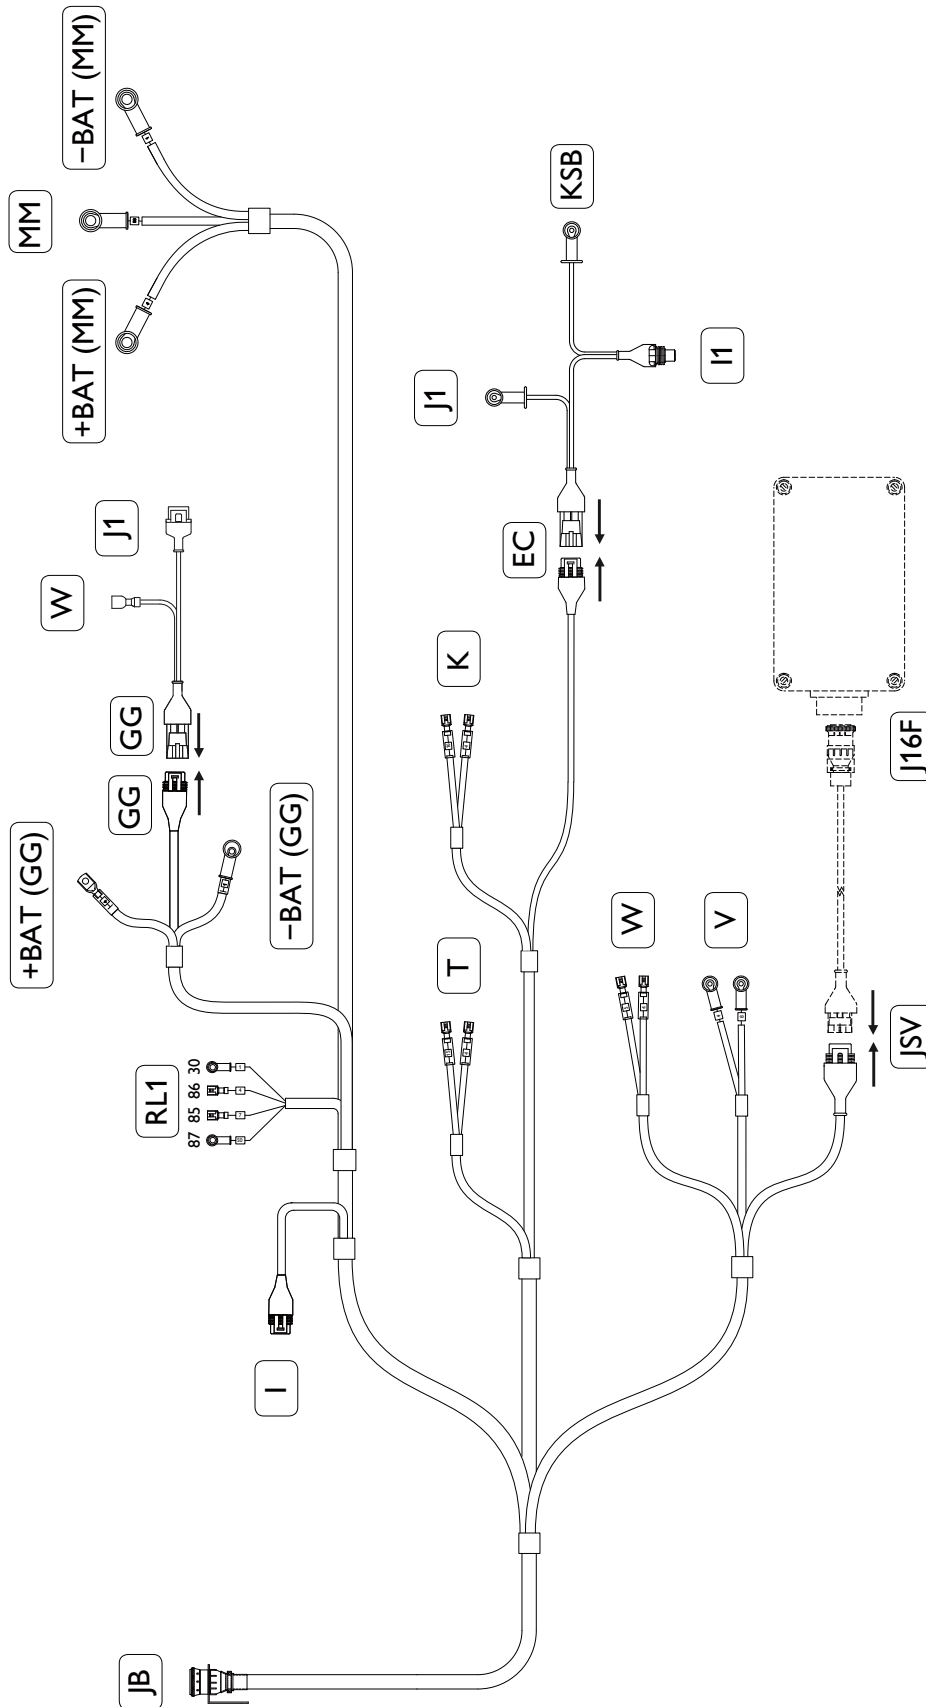 −BAT (MM)
MM
+BAT (MM)
KSB
J1
I1
J1
W
EC
GG
GG
K
+BAT (GG)
−BAT (GG)
J16F
T
W
V
JSV
RL1
30
86
85
87
I
JB